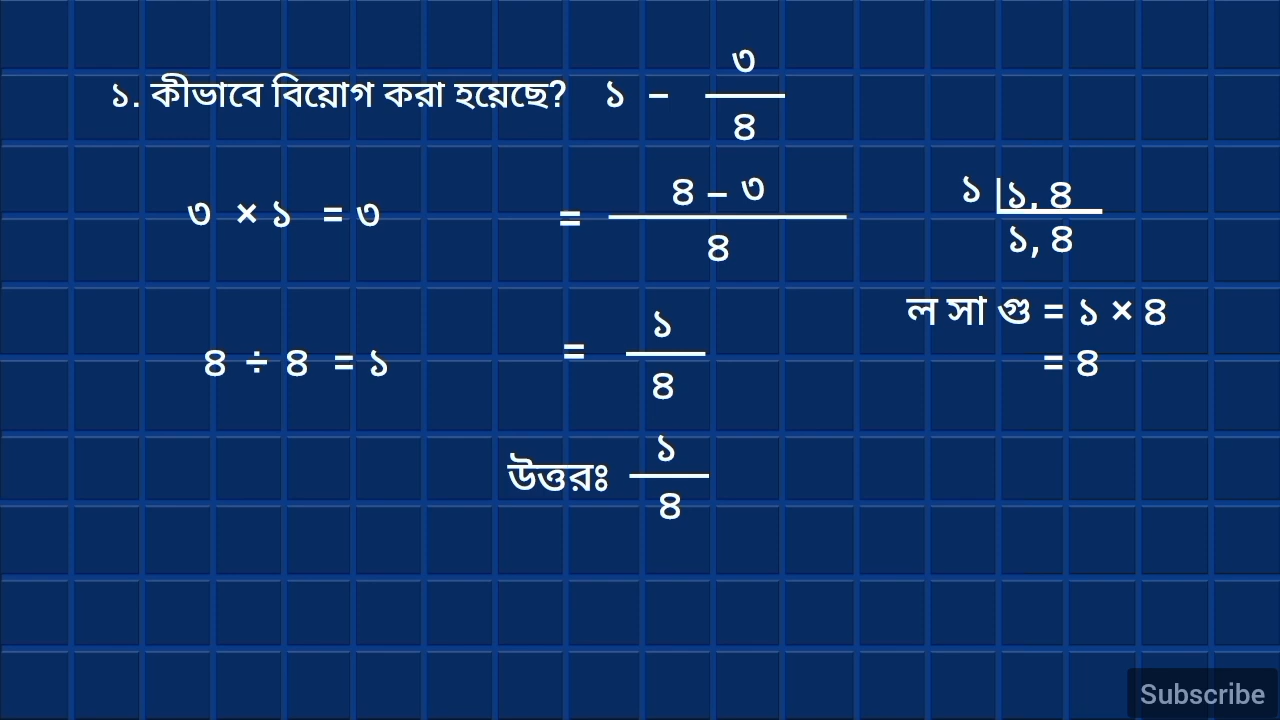 ১. কীভাবে বিয়োগ করা হয়েছে? ১ – ৩/৪
৩ × ১ = ৩
৪ ÷ ৪ = ১
= ৪ – ৩
৪
= ১
৪
উত্তরঃ ১/৪
১ ১, ৪
১, ৪
ল সা গু = ১ × ৪
= ৪
Subscribe